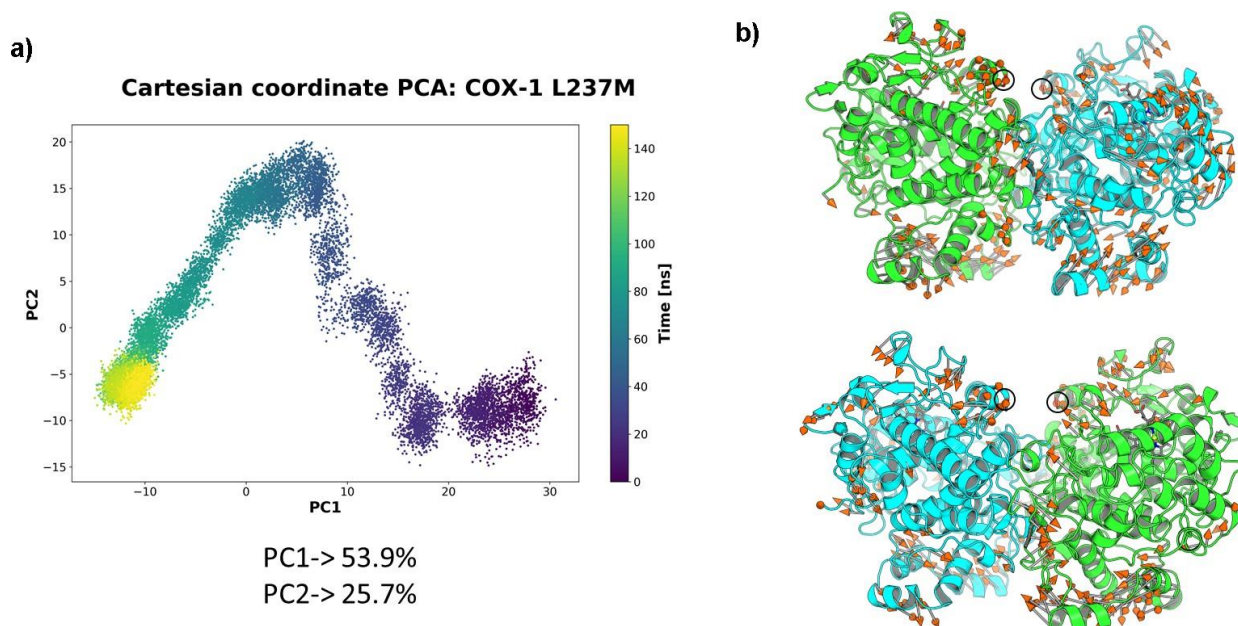 a)
b)
Cartesian coordinate PCA: COX-1 L237M
20
15
10
5
0
−5
−10
−15
PC2
−10
0
10
20
30
PC1
140
120
100
80
60
40
20
0
Time [ns]
PC1-> 53.9%
PC2-> 25.7%